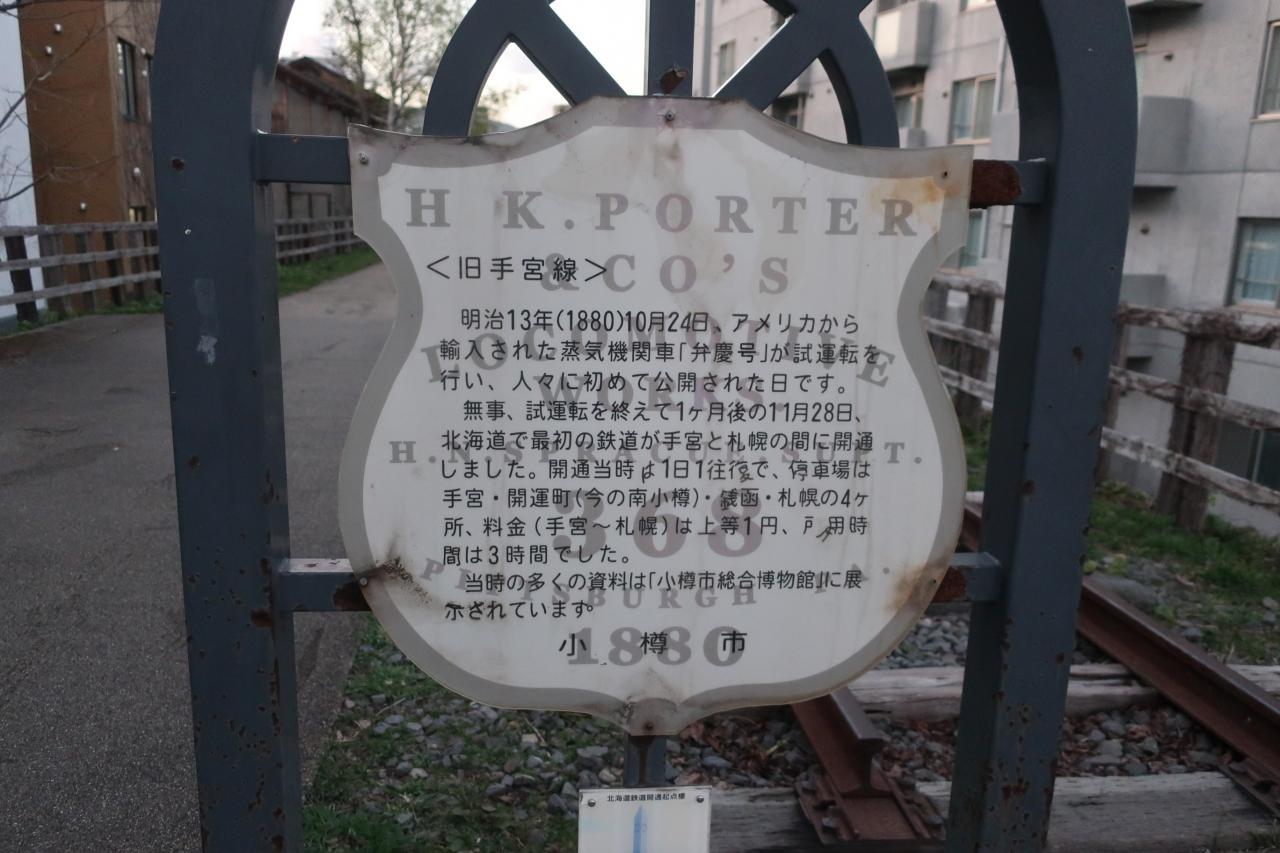 H K.PORTER
&CO'S
LOCOMOTIVE
WORKS.
H.N.SPRAGUE.SUPT.
368
PITTSBURGH PA.
1880
<旧手宮線>
明治13年(1880)10月24日、アメリカから
輸入された蒸気機関車「弁慶号」が試運転を
行い、人々に初めて公開された日です。
無事、試運転を終えて1ヶ月後の11月28日、
北海道で最初の鉄道が手宮と札幌の間に開通
しました。開通当時は1日1往復で、停車場は
手宮・開運町(今の南小樽)・銭函・札幌の4ヶ
所、料金(手宮～札幌)は上等1円、所用時
間は3時間でした。
当時の多くの資料は「小樽市総合博物館」に展
示されています。
小樽市
北海道鉄道開通起点標